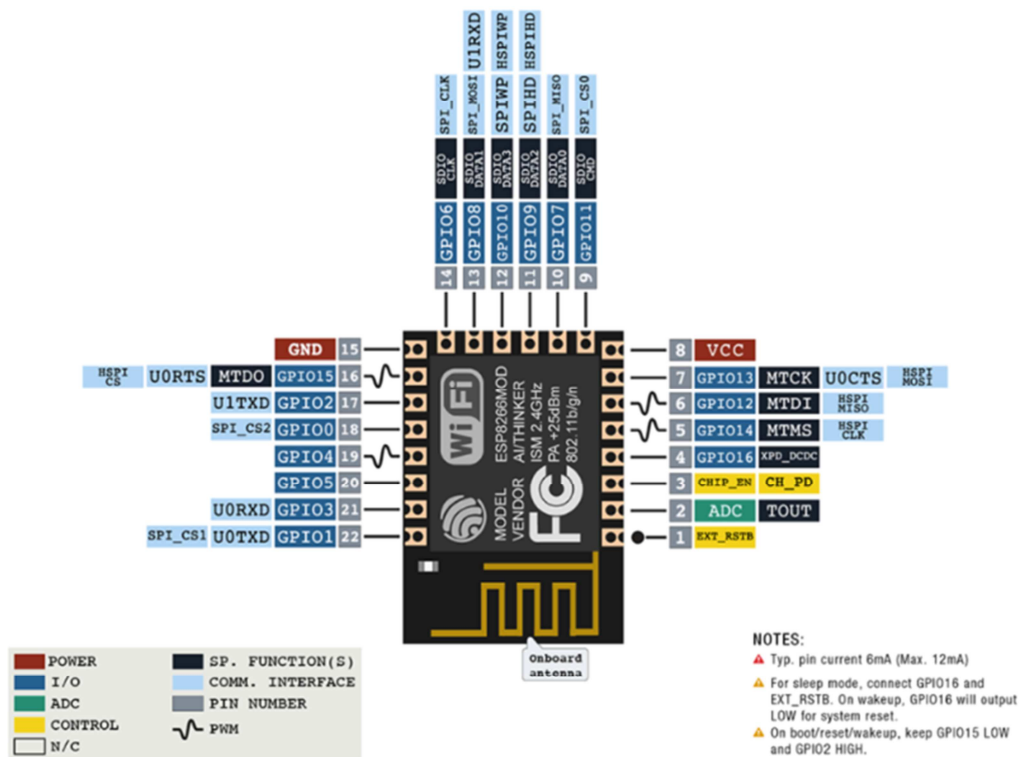 U1RXD
HSPIWP
HSPIHD
SPI_CLK
SPI_MOSI
SPIWP
SPIHD
SPI_MISO
SPI_CS0
SDIO
CLK
SDIO
DATA1
SDIO
DATA3
SDIO
DATA2
SDIO
DATA0
SDIO
CMD
GPIO6
GPIO8
GPIO10
GPIO9
GPIO7
GPIO11
14
13
12
11
10
9
GND 15
HSPI
CS
U0RTS MTDO GPIO15 16
U1TXD GPIO2 17
SPI_CS2 GPIO0 18
GPIO4 19
GPIO5 20
U0RXD GPIO3 21
SPI_CS1 U0TXD GPIO1 22
WiFi
MODEL ESP8266MOD
VENDOR AI/THINKER
ISM 2.4GHz
PA +25dBm
802.11b/g/n
FC
8 VCC
7 GPIO13 MTCK U0CTS
HSPI
MOSI
6 GPIO12 MTDI
HSPI
MISO
5 GPIO14 MTMS
HSPI
CLK
4 GPIO16 XPD_DCDC
3 CHIP_EN CH_PD
2 ADC TOUT
1 EXT_RSTB
Onboard
antenna
POWER
I/O
ADC
CONTROL
N/C
SP. FUNCTION(S)
COMM. INTERFACE
PIN NUMBER
PWM
NOTES:
Typ. pin current 6mA (Max. 12mA)
For sleep mode, connect GPIO16 and
EXT_RSTB. On wakeup, GPIO16 will output
LOW for system reset.
On boot/reset/wakeup, keep GPIO15 LOW
and GPIO2 HIGH.